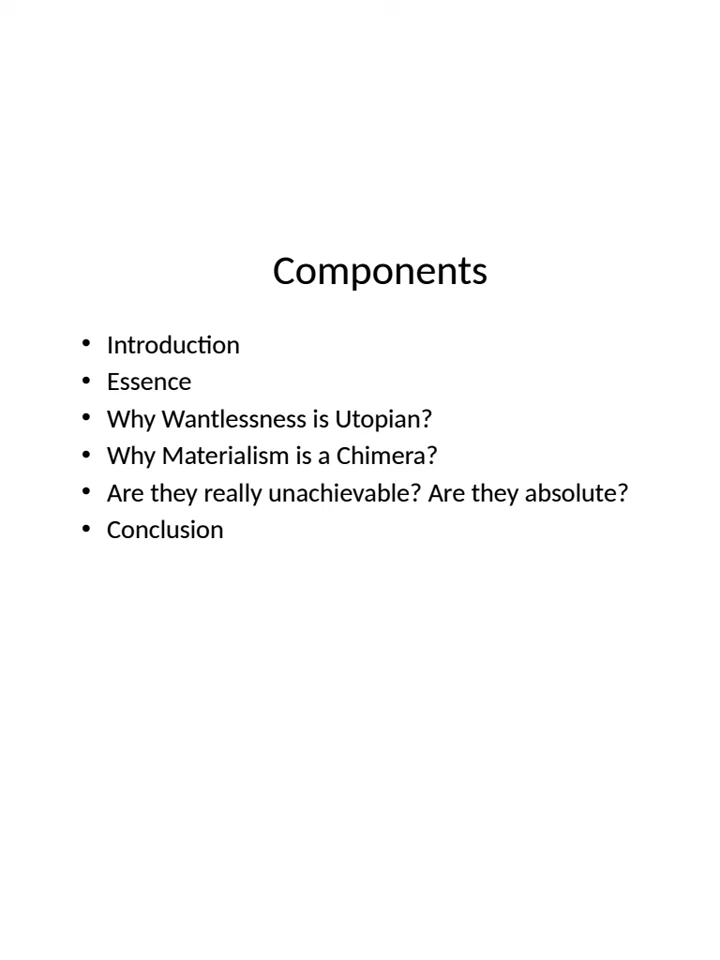 Components
• Introduction
• Essence
• Why Wantlessness is Utopian?
• Why Materialism is a Chimera?
• Are they really unachievable? Are they absolute?
• Conclusion